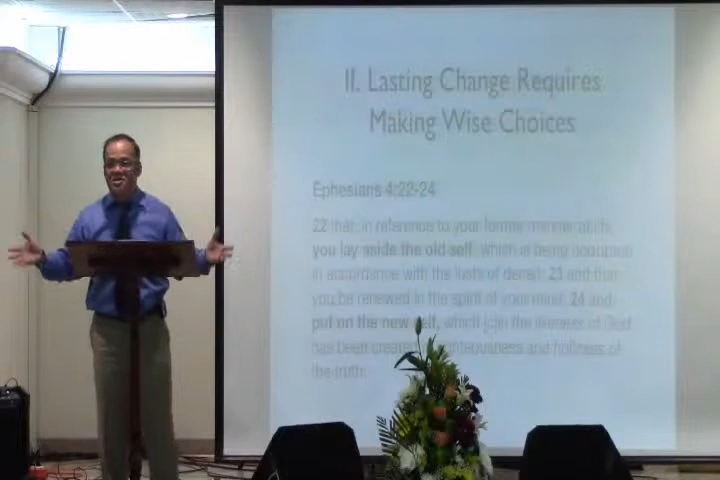 II. Lasting Change Requires
Making Wise Choices
Ephesians 4:22-24
22 that, in reference to your former manner of life,
you lay aside the old self, which is being corrupted
in accordance with the lusts of deceit, 23 and that
you be renewed in the spirit of your mind, 24 and
put on the new self, which in the likeness of God
has been created righteousness and holiness of
the truth.